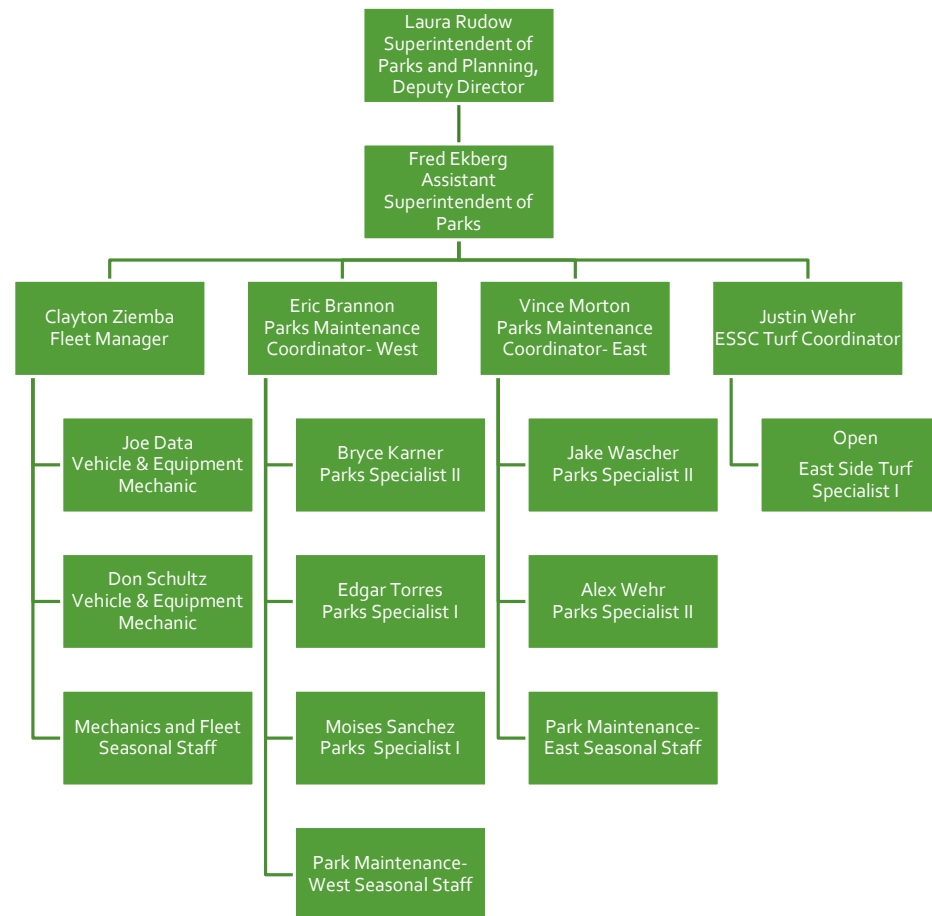 Laura Rudow
Superintendent of
Parks and Planning,
Deputy Director
Fred Ekberg
Assistant
Superintendent of
Parks
Clayton Ziemba
Fleet Manager
Eric Brannon
Parks Maintenance
Coordinator- West
Vince Morton
Parks Maintenance
Coordinator- East
Justin Wehr
ESSC Turf Coordinator
Joe Data
Vehicle & Equipment
Mechanic
Bryce Karner
Parks Specialist II
Jake Wascher
Parks Specialist II
Open
East Side Turf
Specialist I
Don Schultz
Vehicle & Equipment
Mechanic
Edgar Torres
Parks Specialist I
Alex Wehr
Parks Specialist II
Mechanics and Fleet
Seasonal Staff
Moises Sanchez
Parks  Specialist I
Park Maintenance-
East Seasonal Staff
Park Maintenance-
West Seasonal Staff